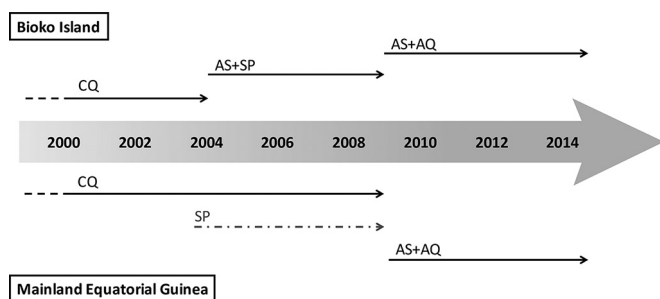 Bioko Island
AS+AQ
AS+SP
CQ
2000 2002 2004 2006 2008 2010 2012 2014
CQ
SP
AS+AQ
Mainland Equatorial Guinea